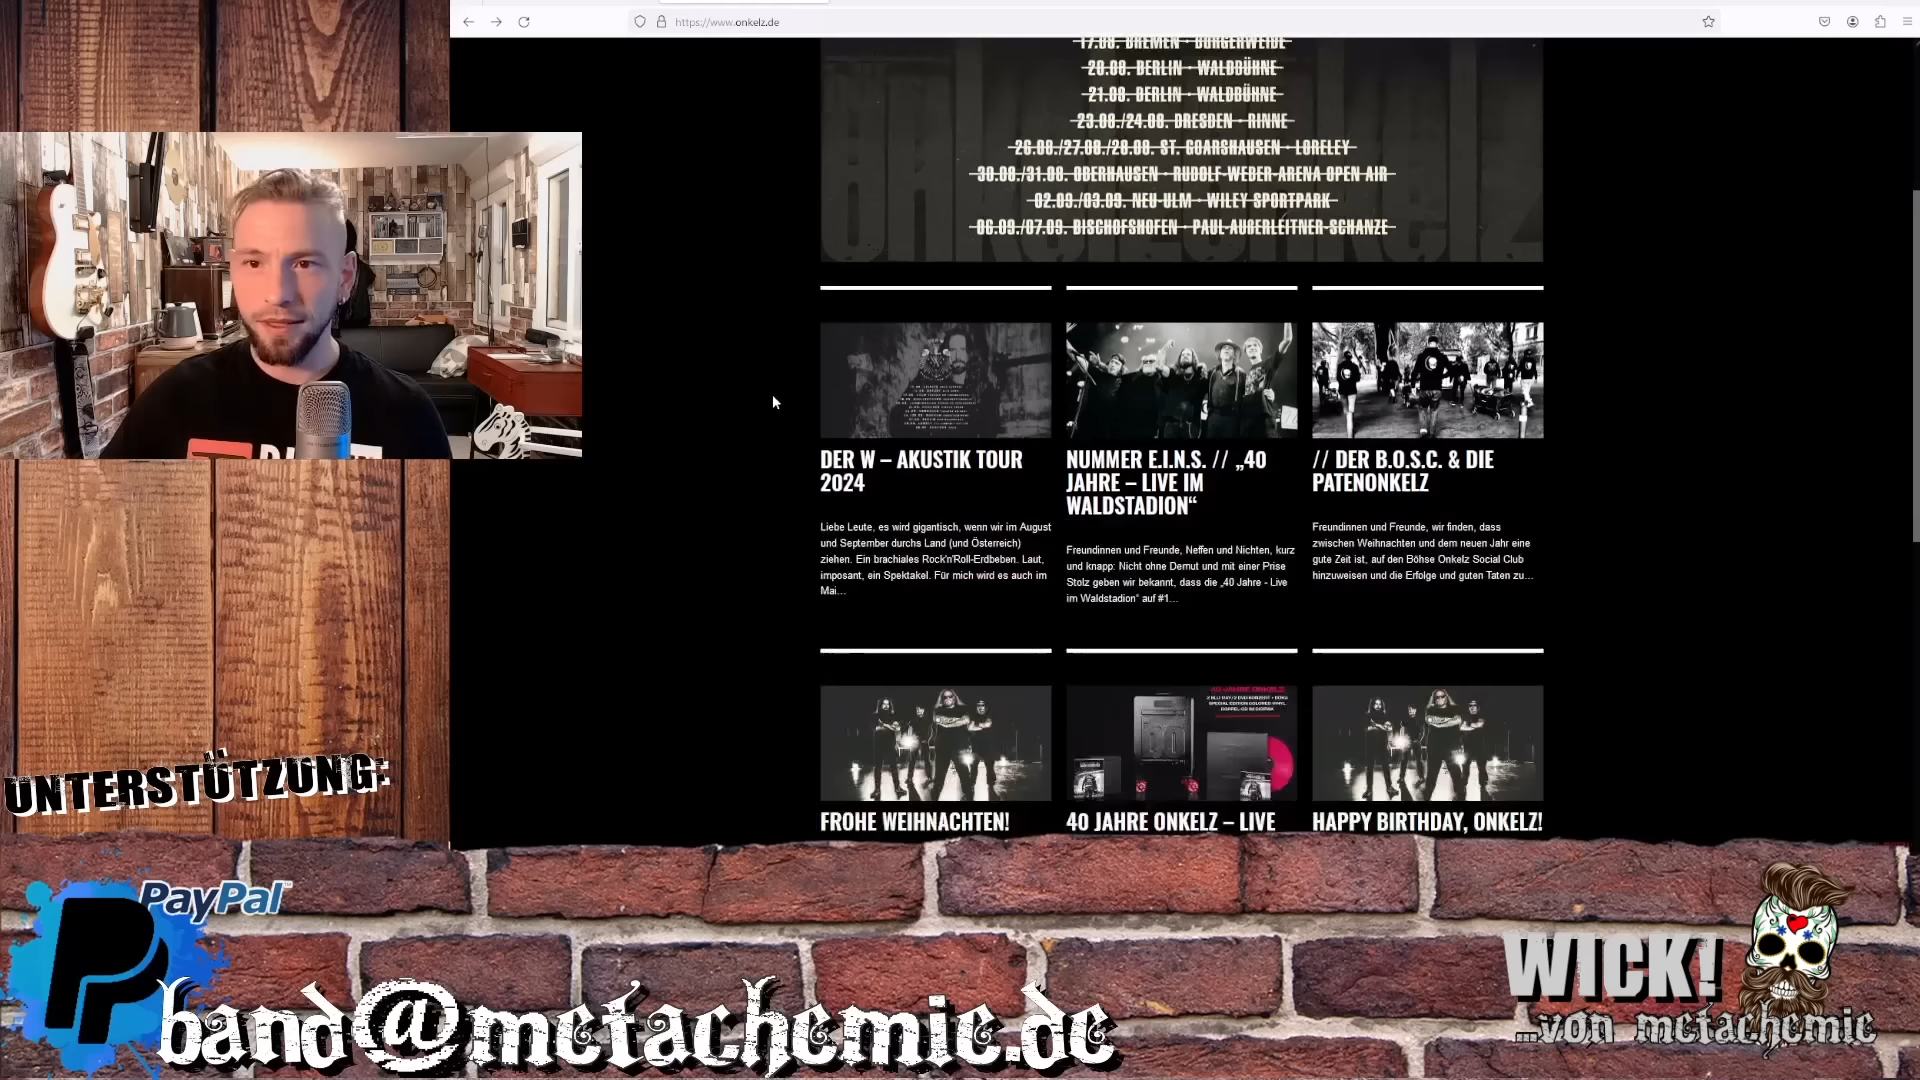 https://www.onkelz.de
17.08. BREMEN · BÜRGERWEIDE
20.08. BERLIN · WALDBÜHNE
21.08. BERLIN · WALDBÜHNE
23.08./24.08. DRESDEN · RINNE
26.08./27.08./28.08. ST. GOARSHAUSEN · LORELEY
30.08./31.08. OBERHAUSEN · RUDOLF-WEBER-ARENA OPEN AIR
02.09./03.09. NEU-ULM · WILEY SPORTPARK
06.09./07.09. BISCHOFSHOFEN · PAUL-AUßERLEITNER-SCHANZE
DER W – AKUSTIK TOUR
2024
Liebe Leute, es wird gigantisch, wenn wir im August
und September durchs Land (und Österreich)
ziehen. Ein brachiales Rock'n'Roll-Erdbeben. Laut,
imposant, ein Spektakel. Für mich wird es auch im
Mai...
NUMMER E.I.N.S. // „40
JAHRE – LIVE IM
WALDSTADION“
Freundinnen und Freunde, Neffen und Nichten, kurz
und knapp: Nicht ohne Demut und mit einer Prise
Stolz geben wir bekannt, dass die „40 Jahre - Live
im Waldstadion“ auf #1...
// DER B.O.S.C. & DIE
PATENONKELZ
Freundinnen und Freunde, wir finden, dass
zwischen Weihnachten und dem neuen Jahr eine
gute Zeit ist, auf den Böhse Onkelz Social Club
hinzuweisen und die Erfolge und guten Taten zu...
40 JAHRE ONKELZ
FROHE WEIHNACHTEN!
40 JAHRE ONKELZ – LIVE
HAPPY BIRTHDAY, ONKELZ!
UNTERSTÜTZUNG:
PayPal
band@metachemie.de
WICK!
...von metachemie